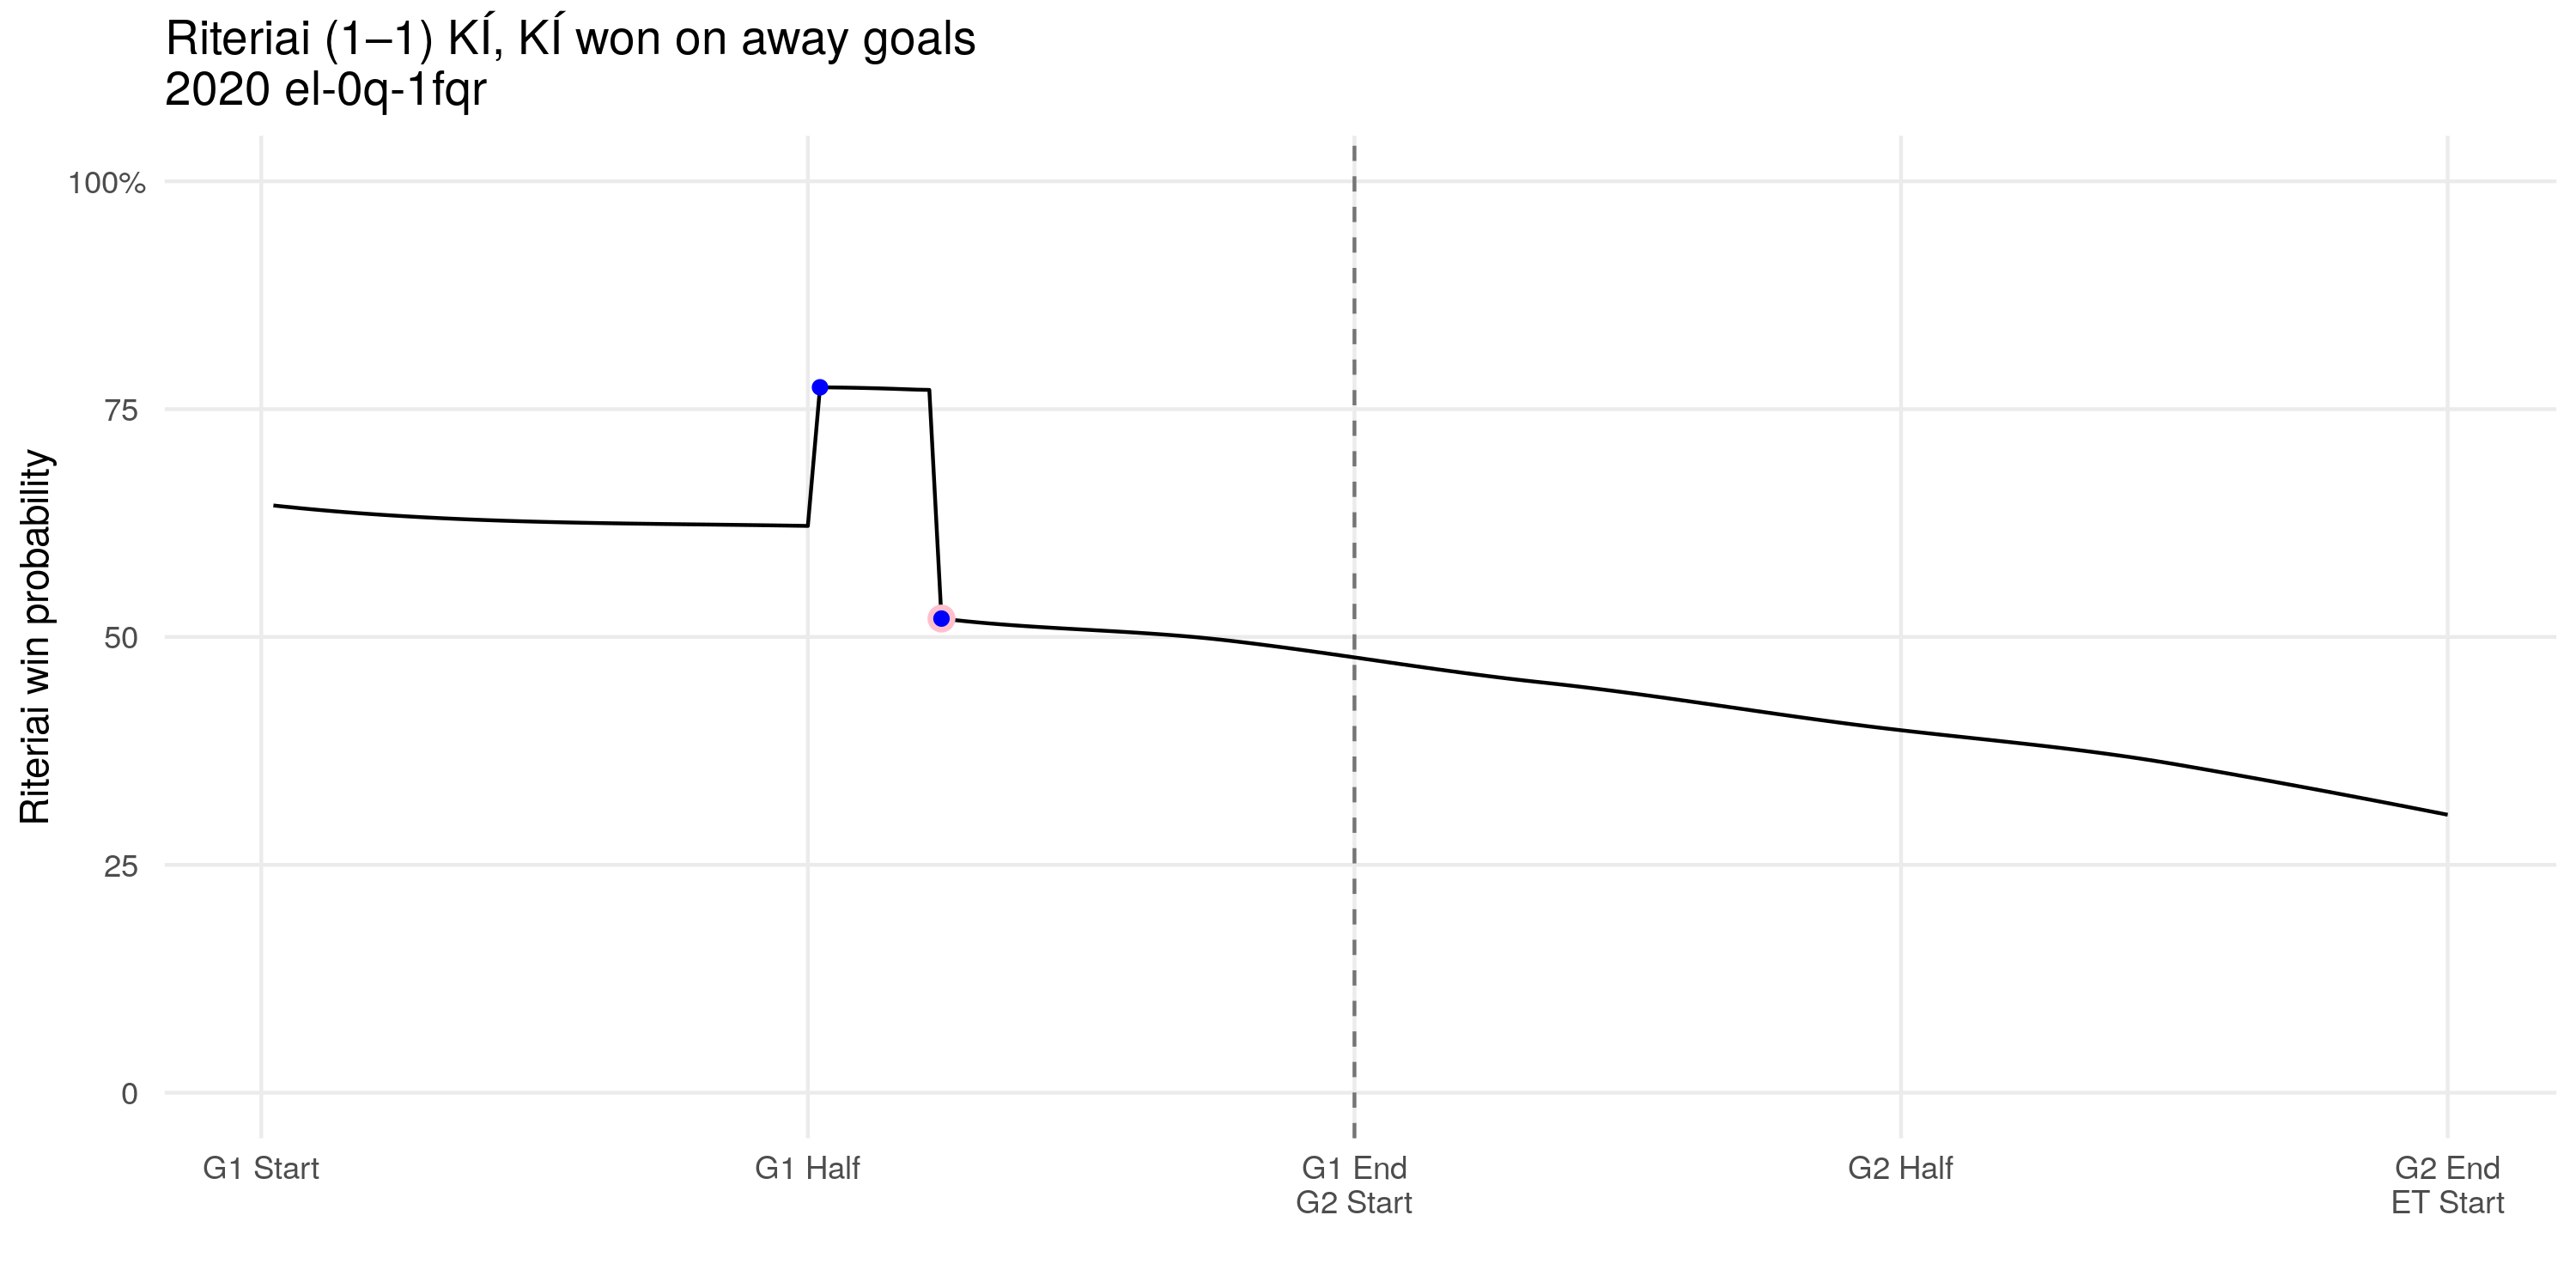 Riteriai (1–1) KÍ, KÍ won on away goals
2020 el-0q-1fqr
Riteriai win probability
100%
75
50
25
0
G1 Start
G1 Half
G1 End
G2 Start
G2 Half
G2 End
ET Start